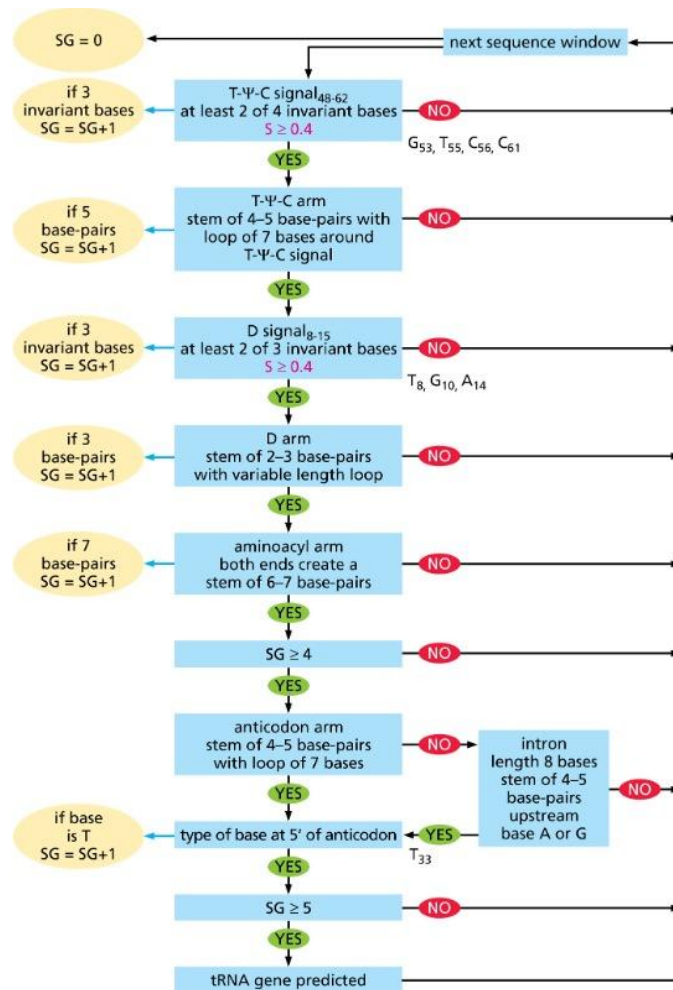 SG = 0
next sequence window
if 3
invariant bases
SG = SG+1
T-Ψ-C signal48-62
at least 2 of 4 invariant bases
S ≥ 0.4
NO
G53, T55, C56, C61
YES
if 5
base-pairs
SG = SG+1
T-Ψ-C arm
stem of 4–5 base-pairs with
loop of 7 bases around
T-Ψ-C signal
NO
YES
if 3
invariant bases
SG = SG+1
D signal8-15
at least 2 of 3 invariant bases
S ≥ 0.4
NO
T8, G10, A14
YES
if 3
base-pairs
SG = SG+1
D arm
stem of 2–3 base-pairs
with variable length loop
NO
YES
if 7
base-pairs
SG = SG+1
aminoacyl arm
both ends create a
stem of 6–7 base-pairs
NO
YES
SG ≥ 4
NO
YES
anticodon arm
stem of 4–5 base-pairs
with loop of 7 bases
NO
intron
length 8 bases
stem of 4–5
base-pairs
upstream
base A or G
NO
YES
YES
if base
is T
SG = SG+1
type of base at 5' of anticodon
T33
YES
SG ≥ 5
NO
YES
tRNA gene predicted